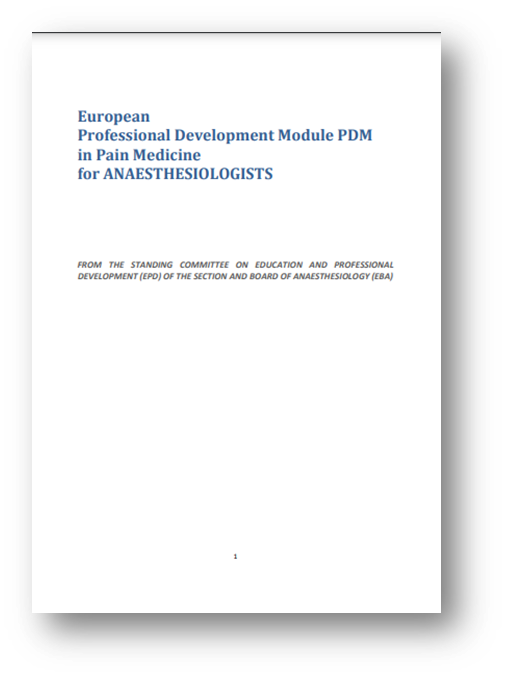 European
Professional Development Module PDM
in Pain Medicine
for ANAESTHESIOLOGISTS
FROM THE STANDING COMMITTEE ON EDUCATION AND PROFESSIONAL
DEVELOPMENT (EPD) OF THE SECTION AND BOARD OF ANAESTHESIOLOGY (EBA)
1